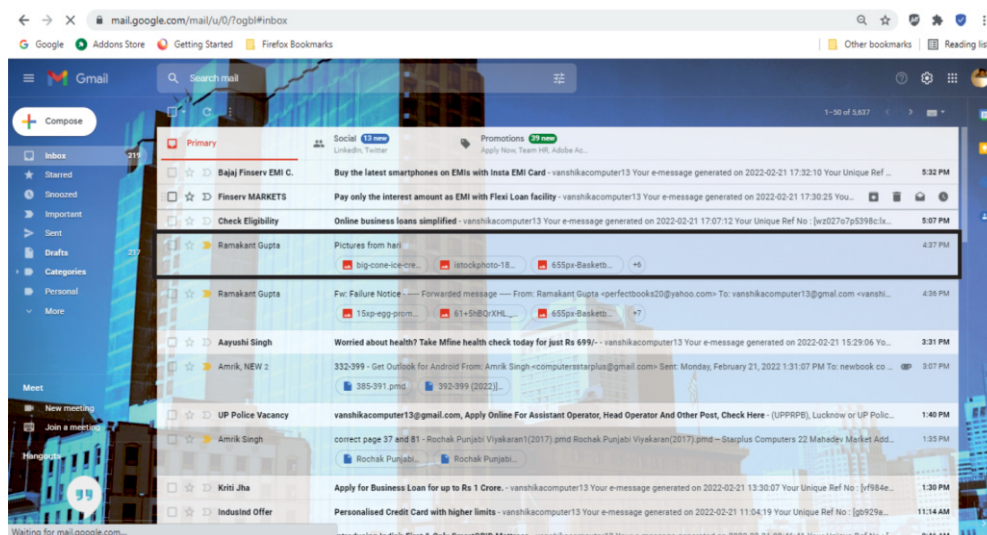 mail.google.com/mail/u/0/?ogbl#inbox
Google Addons Store Getting Started Firefox Bookmarks Other bookmarks Reading lis
Gmail Search mail
Compose 1-50 of 5,637
Inbox 219
Starred
Snoozed
Important
Sent
Drafts 217
Categories
Personal
More
Meet
New meeting
Join a meeting
Hangouts
Primary Social 13 new Promotions 39 new
LinkedIn, Twitter Apply Now, Team HR, Adobe Ac...
Bajaj Finserv EMI C. Buy the latest smartphones on EMIs with Insta EMI Card - vanshikacomputer13 Your e-message generated on 2022-02-21 17:32:10 Your Unique Ref ... 5:32 PM
Finserv MARKETS Pay only the interest amount as EMI with Flexi Loan facility - vanshikacomputer13 Your e-message generated on 2022-02-21 17:30:25 You...
Check Eligibility Online business loans simplified - vanshikacomputer13 Your e-message generated on 2022-02-21 17:07:12 Your Unique Ref No : 5:07 PM
Ramakant Gupta Pictures from hari 4:37 PM
big-cone-ice-cre... istockphoto-18... 655px-Basketb... +6
Ramakant Gupta Fw: Failure Notice - ---- Forwarded message ---- From: Ramakant Gupta <perfectbooks20@yahoo.com> To: vanshikacomputer13@gmail.com <vanshi... 4:36 PM
15xp-egg-prom... 61+5hBQrXHL._... 655px-Basketb... +7
Aayushi Singh Worried about health? Take Mfine health check today for just Rs 699/- - vanshikacomputer13 Your e-message generated on 2022-02-21 15:29:06 Yo... 3:31 PM
Amrik, NEW 2 332-399 - Get Outlook for Android From: Amrik Singh <computersstarplus@gmail.com> Sent: Monday, February 21, 2022 1:31:07 PM To: newbook co ... 2:07 PM
385-391.pmd 392-399 (2022)]...
UP Police Vacancy vanshikacomputer13@gmail.com, Apply Online For Assistant Operator, Head Operator And Other Post, Check Here - (UPPRPB), Lucknow or UP Polic... 1:40 PM
Amrik Singh correct page 37 and 81 - Rochak Punjabi Viyakaran1(2017).pmd Rochak Punjabi Viyakaran(2017).pmd -- Starplus Computers 22 Mahadev Market Add... 1:35 PM
Rochak Punjabi... Rochak Punjabi...
Kriti Jha Apply for Business Loan for up to Rs 1 Crore. - vanshikacomputer13 Your e-message generated on 2022-02-21 13:30:07 Your Unique Ref No : [vf984e... 1:30 PM
IndusInd Offer Personalised Credit Card with higher limits - vanshikacomputer13 Your e-message generated on 2022-02-21 11:04:19 Your Unique Ref No : [gb929a... 11:14 AM
Waiting for mail.google.com...